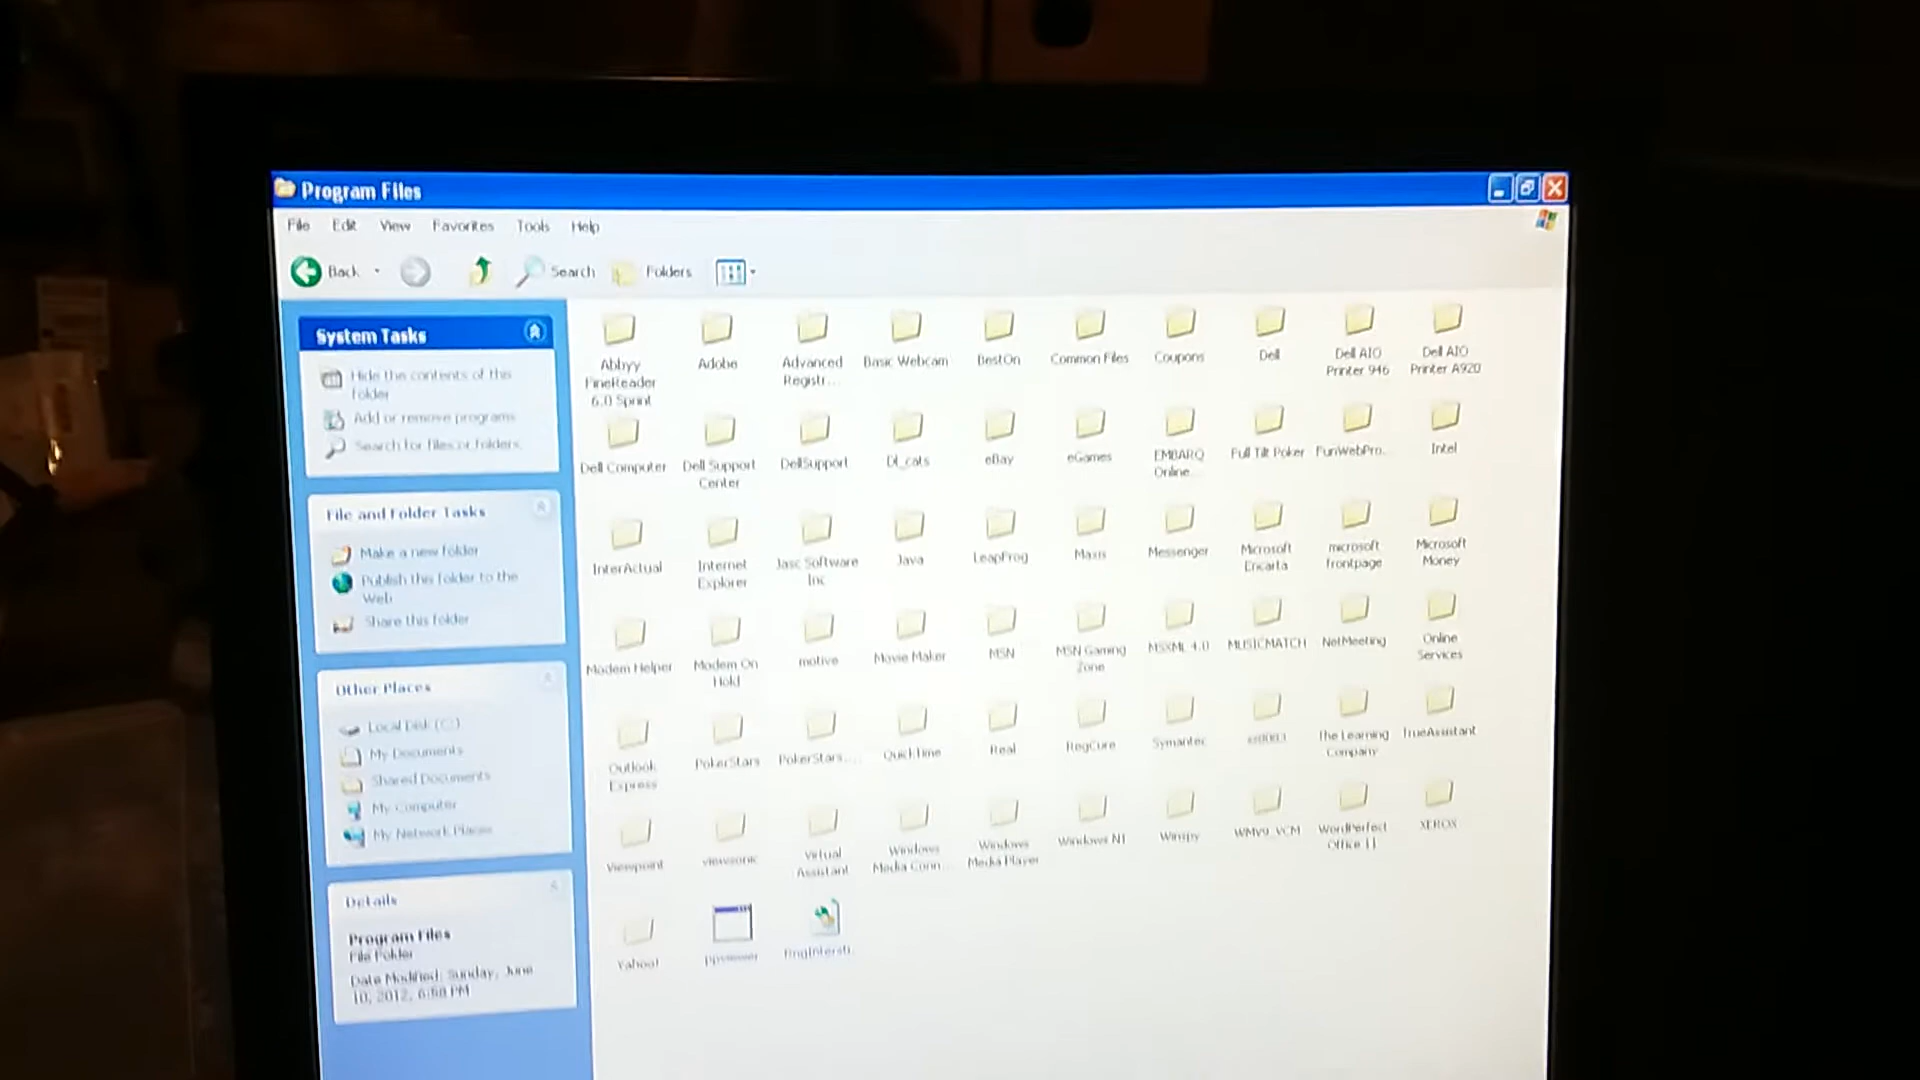 Program Files
File Edit View Favorites Tools Help
Back Search Folders
System Tasks
Hide the contents of this
folder
Add or remove programs
Search for files or folders
File and Folder Tasks
Make a new folder
Publish this folder to the
Web
Share this folder
Other Places
Local Disk (C:)
My Documents
Shared Documents
My Computer
My Network Places
Details
Program Files
File Folder
Date Modified: Sunday, June
10, 2012, PM
Abbyy
FineReader
6.0 Sprint
Adobe
Advanced
Registr...
Basic Webcam
BestOn
Common Files
Coupons
Dell
Dell AIO
Printer 946
Dell AIO
Printer A920
Dell Computer
Dell Support
Center
DellSupport
Dl_cats
eBay
eGames
EMBARQ
Online...
Full Tilt Poker
FunWebPro...
Intel
InterActual
Internet
Explorer
Jasc Software
Inc
Java
LeapFrog
Maxis
Messenger
Microsoft
Encarta
microsoft
frontpage
Microsoft
Money
Modem Helper
Modem On
Hold
motive
Movie Maker
MSN
MSN Gaming
Zone
MSXML 4.0
MUSICMATCH
NetMeeting
Online
Services
Outlook
Express
PokerStars
PokerStars....
QuickTime
Real
RegCure
Symantec
The Learning
Company
TrueAssistant
Viewpoint
viewsonic
Virtual
Assistant
Windows
Media Conn...
Windows
Media Player
Windows NT
Winspy
WMV9_VCM
WordPerfect
Office 11
XEROX
Yahoo!
ppviewer